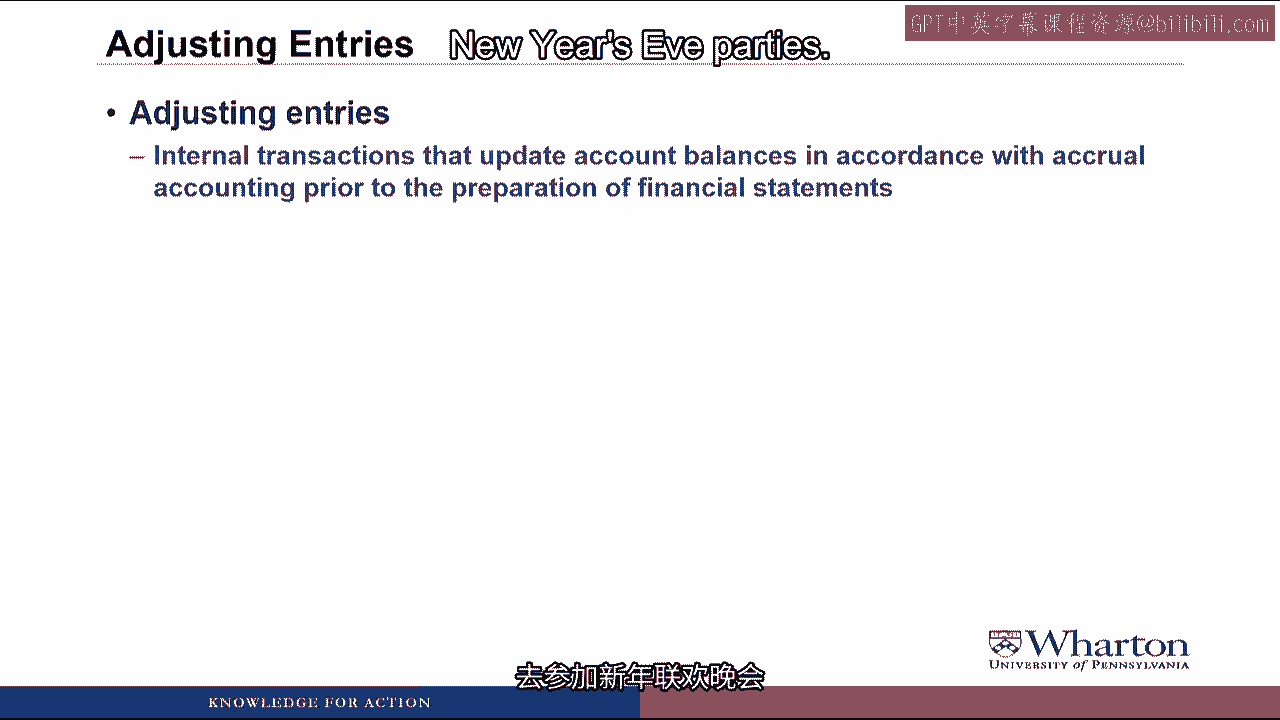 GPT中英字幕课程资源@bilibili.com
Adjusting Entries
New Year's Eve parties.
• Adjusting entries
– Internal transactions that update account balances in accordance with accrual
accounting prior to the preparation of financial statements
Wharton
UNIVERSITY of PENNSYLVANIA
去参加新年联欢晚会
KNOWLEDGE FOR ACTION